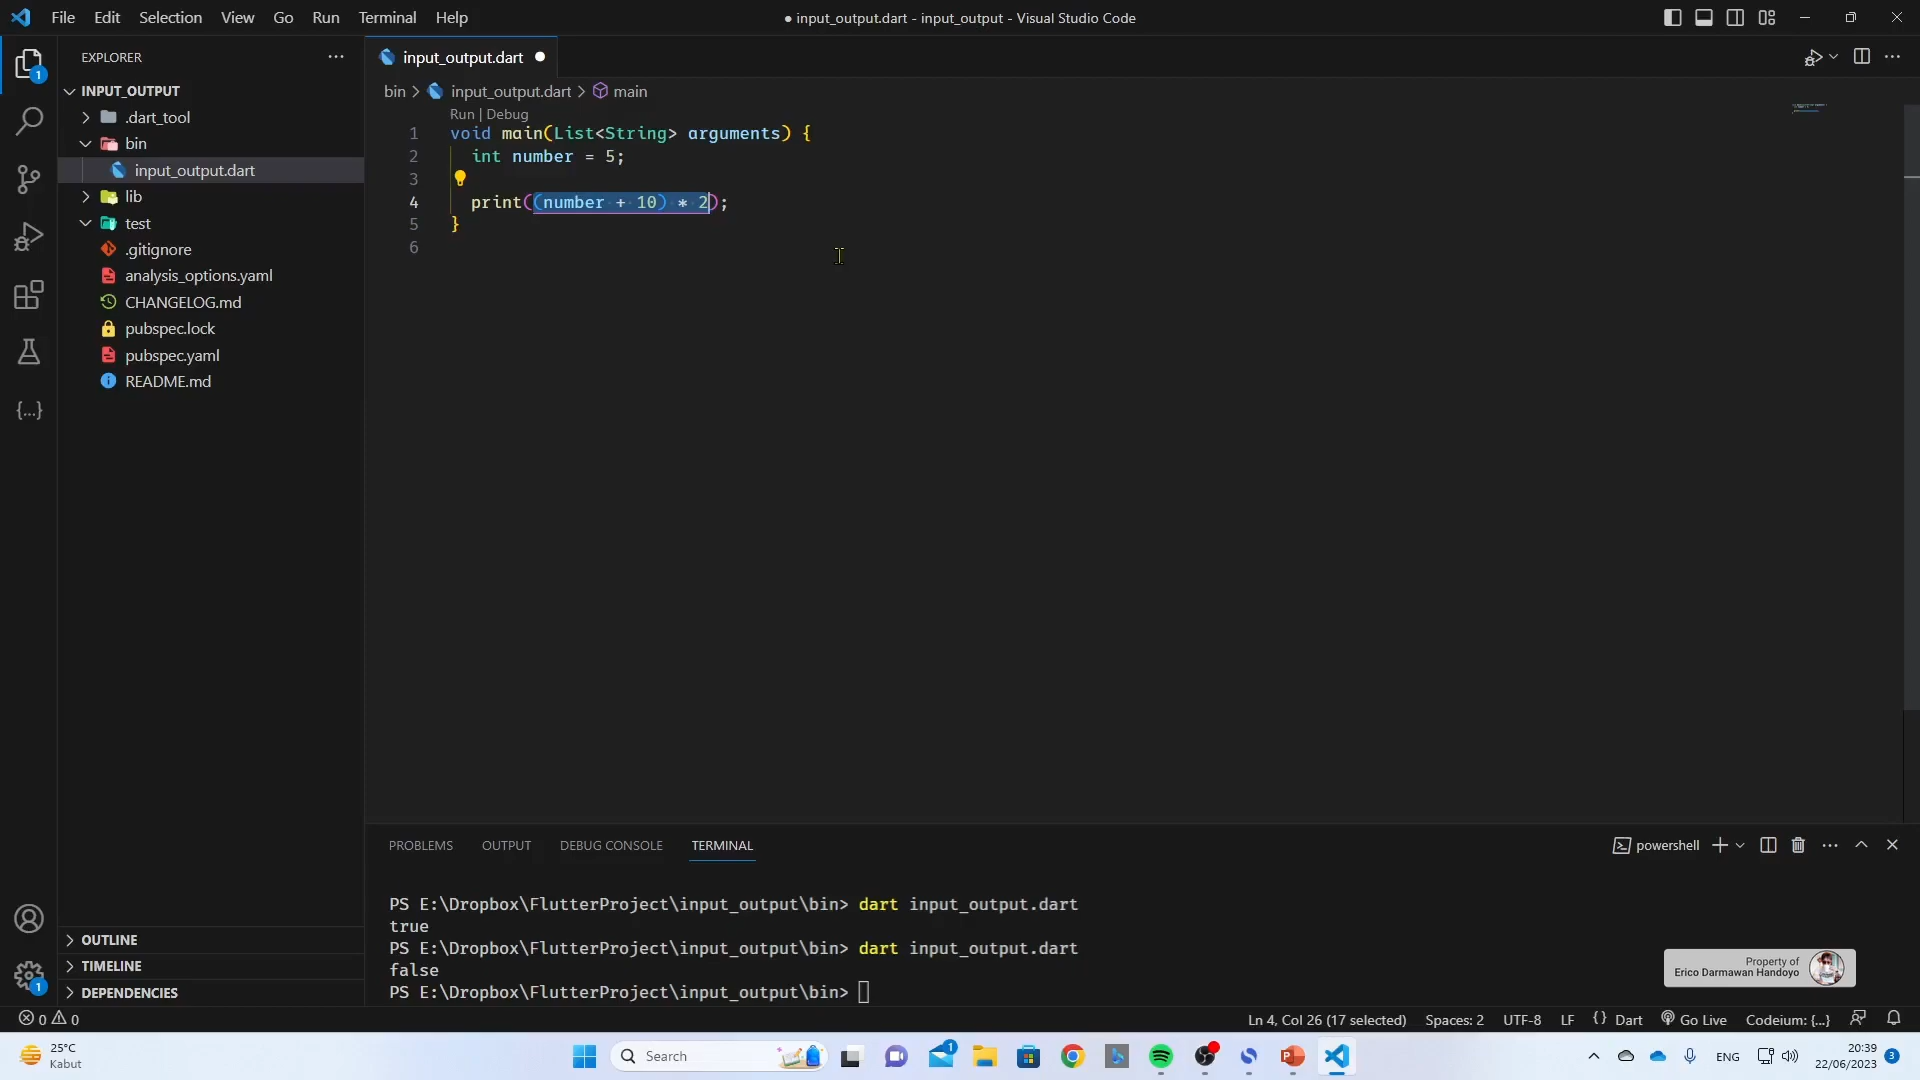 File Edit Selection View Go Run Terminal Help
● input_output.dart - input_output - Visual Studio Code
EXPLORER
1
INPUT_OUTPUT
.dart_tool
bin
input_output.dart
lib
test
.gitignore
analysis_options.yaml
CHANGELOG.md
pubspec.lock
pubspec.yaml
README.md
OUTLINE
TIMELINE
DEPENDENCIES
1
input_output.dart
bin > input_output.dart > main
Run | Debug
1 void main(List<String> arguments) {
2 int number = 5;
3
4 print((number + 10) * 2);
5 }
6
PROBLEMS OUTPUT DEBUG CONSOLE TERMINAL
powershell
PS E:\Dropbox\FlutterProject\input_output\bin> dart input_output.dart
true
PS E:\Dropbox\FlutterProject\input_output\bin> dart input_output.dart
false
PS E:\Dropbox\FlutterProject\input_output\bin>
Property of
Erico Darmawan Handoyo
0 0
Ln 4, Col 26 (17 selected) Spaces: 2 UTF-8 LF {} Dart Go Live Codeium: {...}
25°C
Kabut
Search
1
ENG
20:39
22/06/2023
3